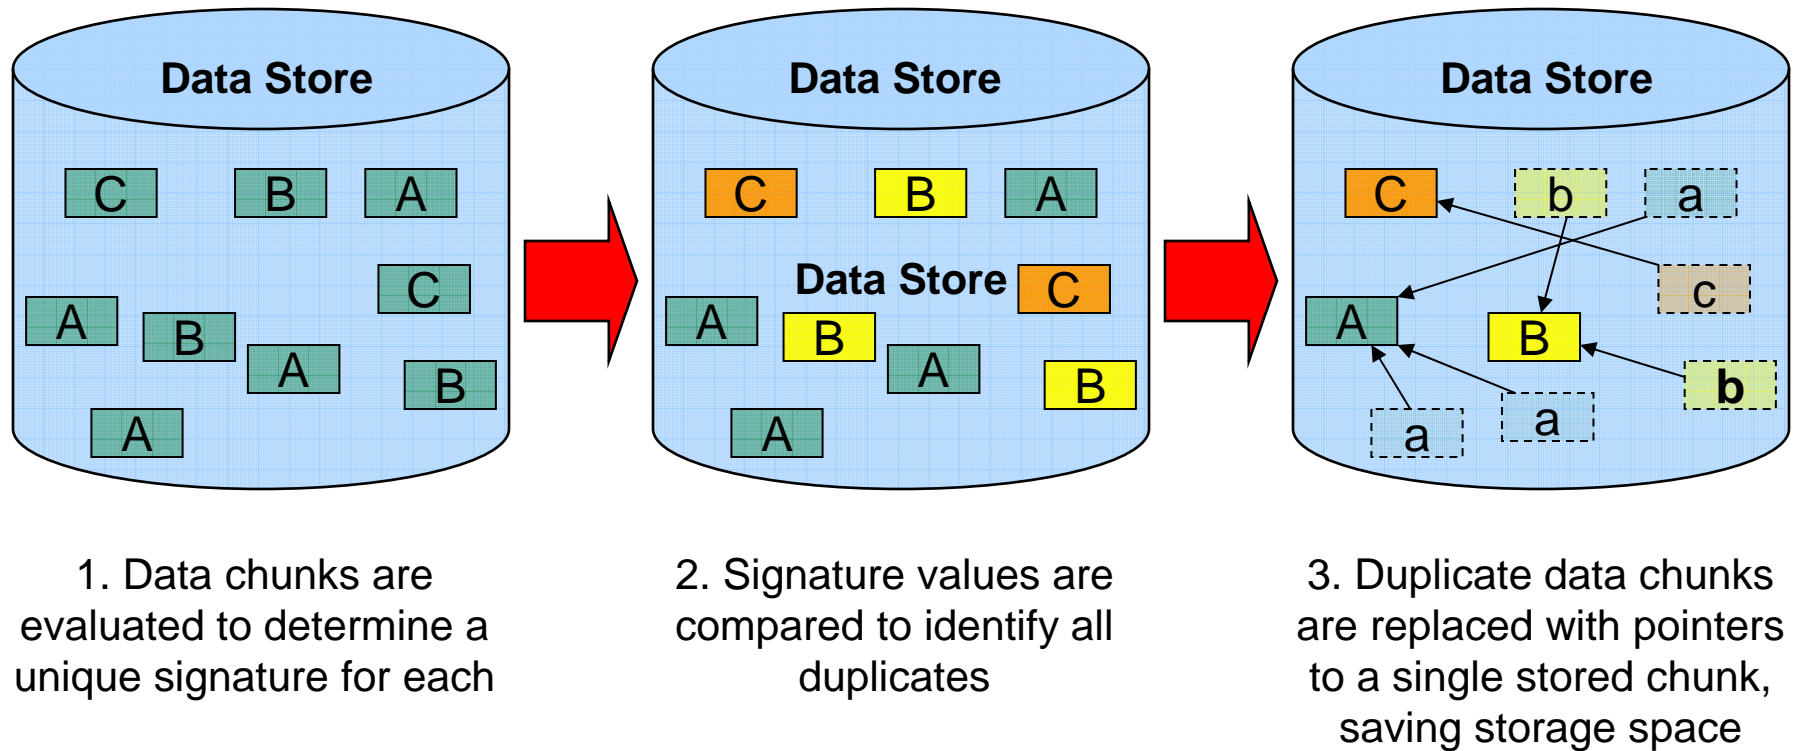 Data Store
C B A
C
A
B
A
B
A
Data Store
C B A
Data Store C
A
B
A
B
A
Data Store
C b a
c
A
B
b
a
a
1. Data chunks are
evaluated to determine a
unique signature for each
2. Signature values are
compared to identify all
duplicates
3. Duplicate data chunks
are replaced with pointers
to a single stored chunk,
saving storage space